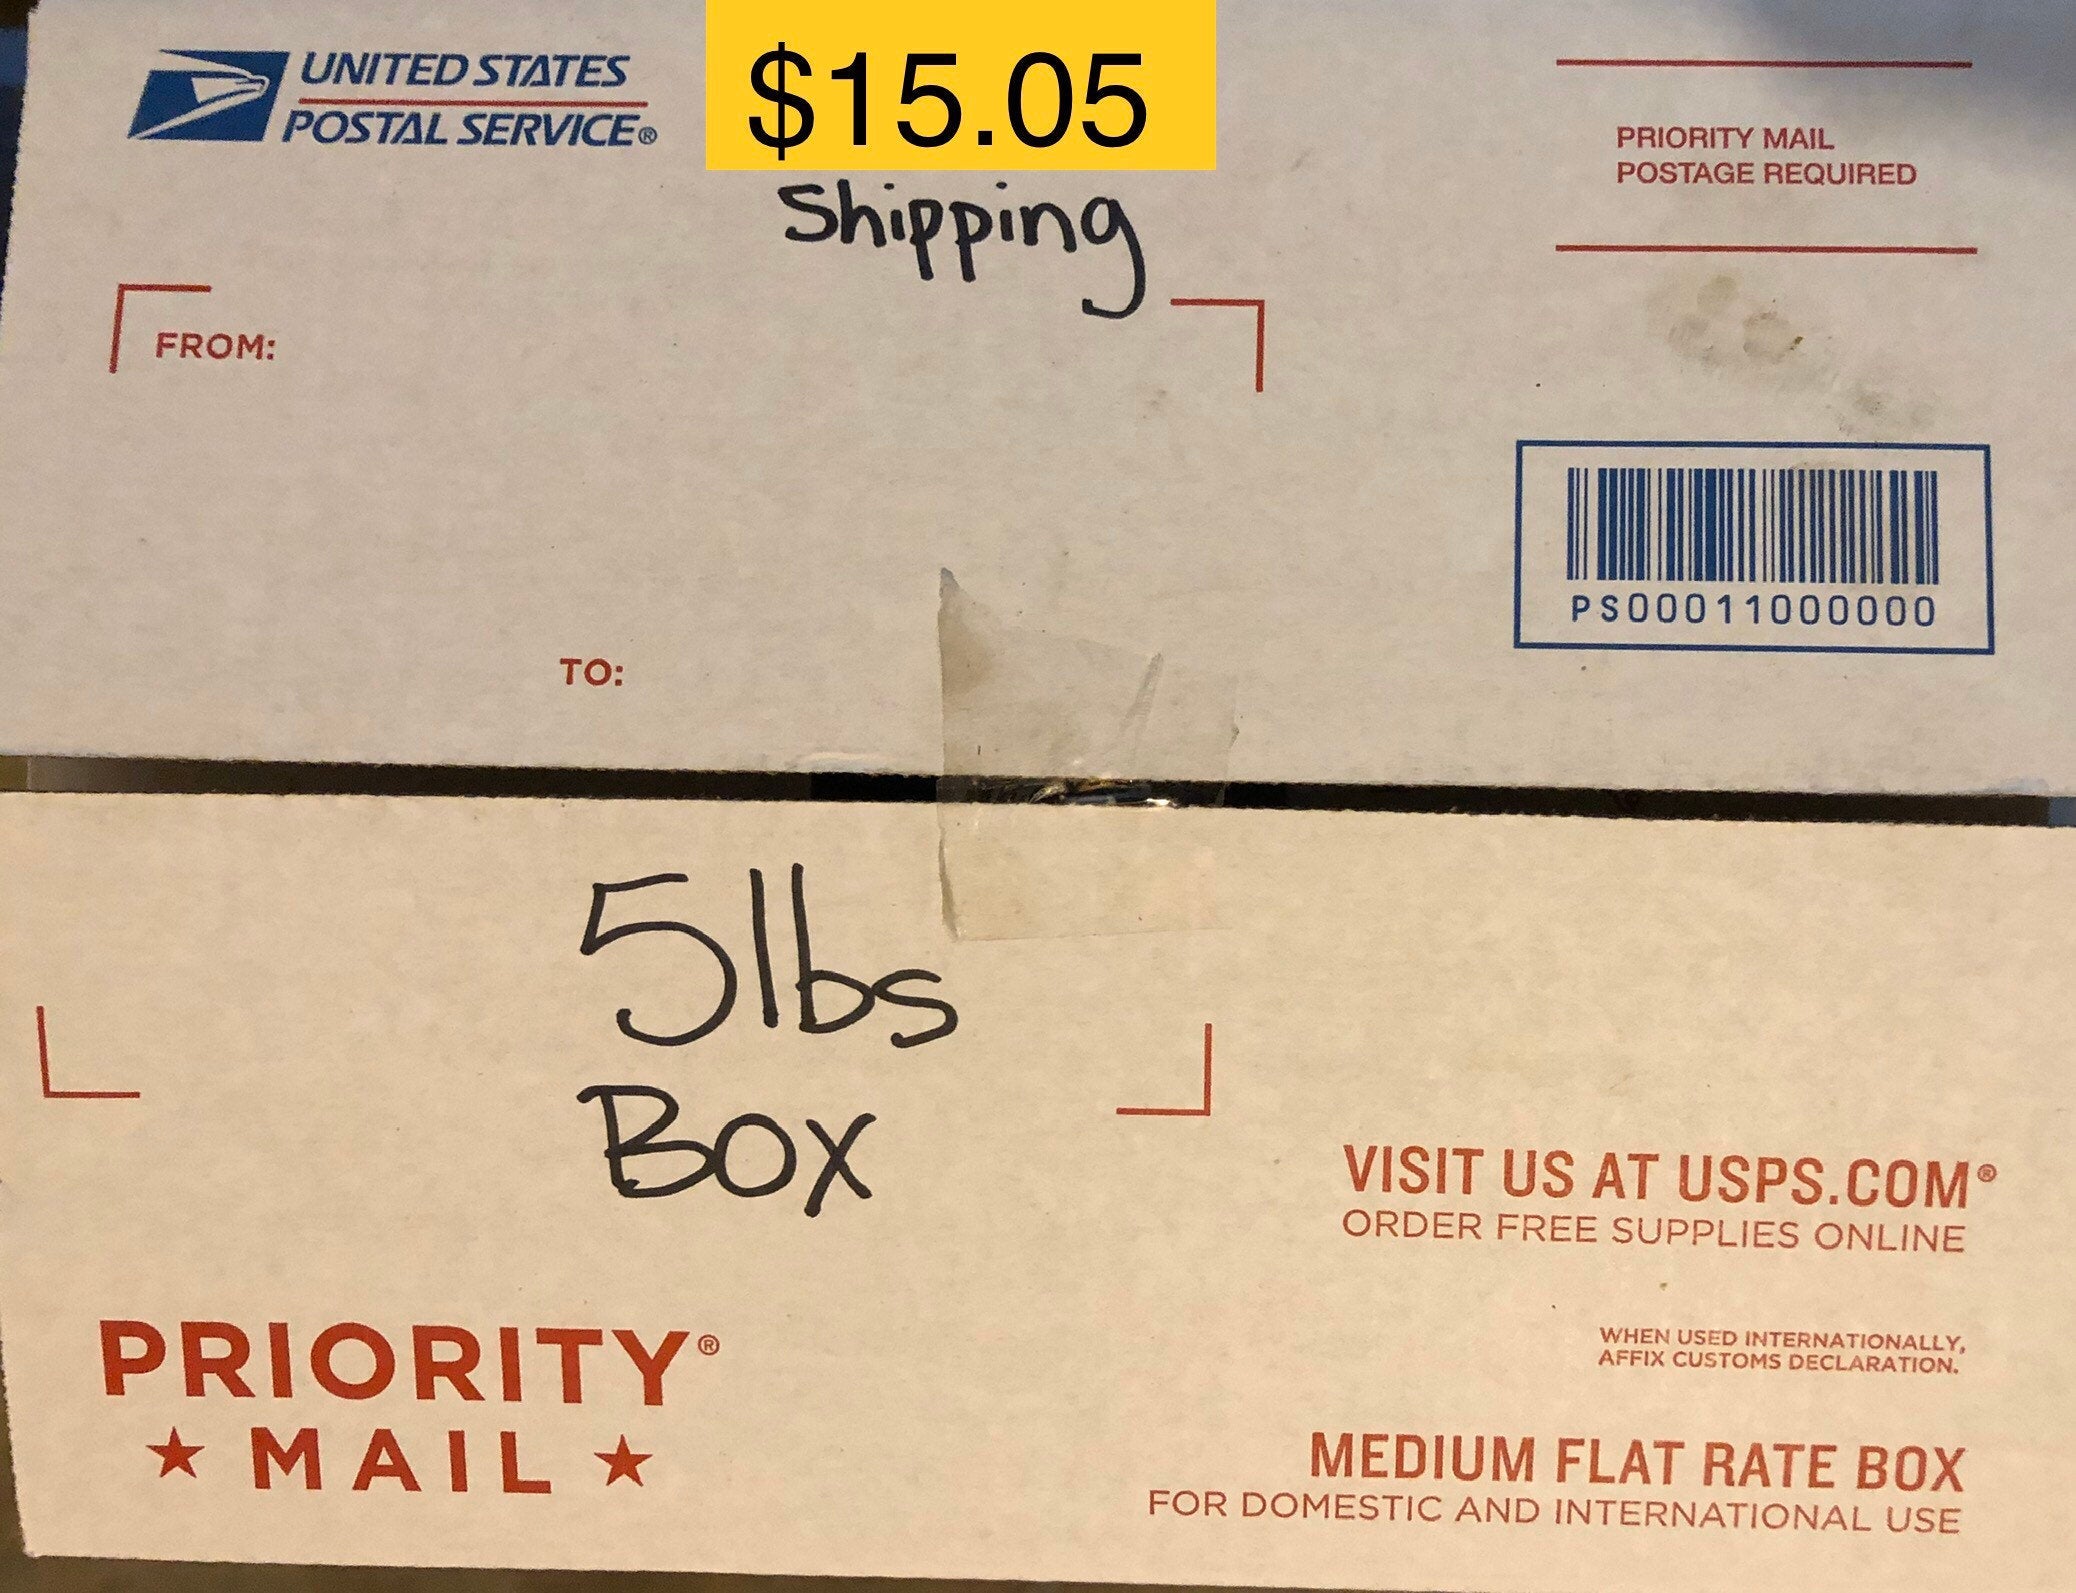 UNITED STATES
POSTAL SERVICE®
$15.05
Shipping
PRIORITY MAIL
POSTAGE REQUIRED
FROM:
PS00011000000
TO:
5lbs
Box
VISIT US AT USPS.COM®
ORDER FREE SUPPLIES ONLINE
WHEN USED INTERNATIONALLY,
AFFIX CUSTOMS DECLARATION.
PRIORITY®
★ MAIL ★
MEDIUM FLAT RATE BOX
FOR DOMESTIC AND INTERNATIONAL USE